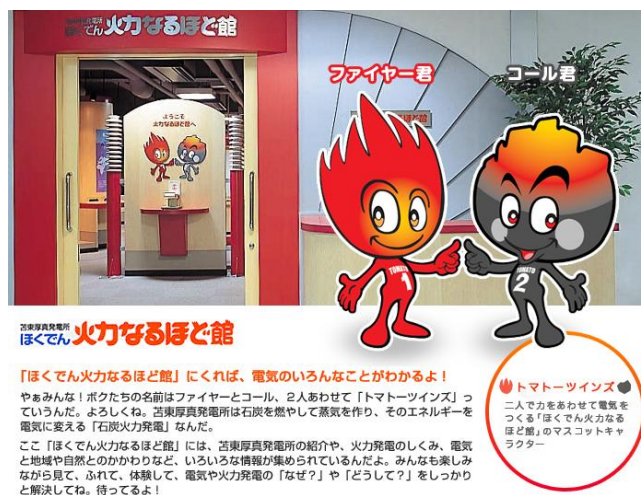 発電所
ほくでん 火力なるほど館
ファイヤー君
コール君
ようこそ
火力なるほど館へ
TOMATO
1
TOMATO
2
苫東厚真発電所
ほくでん 火力なるほど館
「ほくでん火力なるほど館」にくれば、電気のいろんなことがわかるよ!
やぁみんな!ボクたちの名前はファイヤーとコール、2人あわせて「トマトーツインズ」っ
ていうんだ。よろしくね。苫東厚真発電所は石炭を燃やして蒸気を作り、そのエネルギーを
電気に変える「石炭火力発電」なんだ。
ここ「ほくでん火力なるほど館」には、苫東厚真発電所の紹介や、火力発電のしくみ、電気
と地域や自然とのかかわりなど、いろいろな情報が集められているんだよ。みんなも楽しみ
ながら見て、ふれて、体験して、電気や火力発電の「なぜ?」や「どうして?」をしっかり
と解決してね。待ってるよ!
トマトーツインズ
二人で力をあわせて電気を
つくる「ほくでん火力なる
ほど館」のマスコットキャ
ラクター